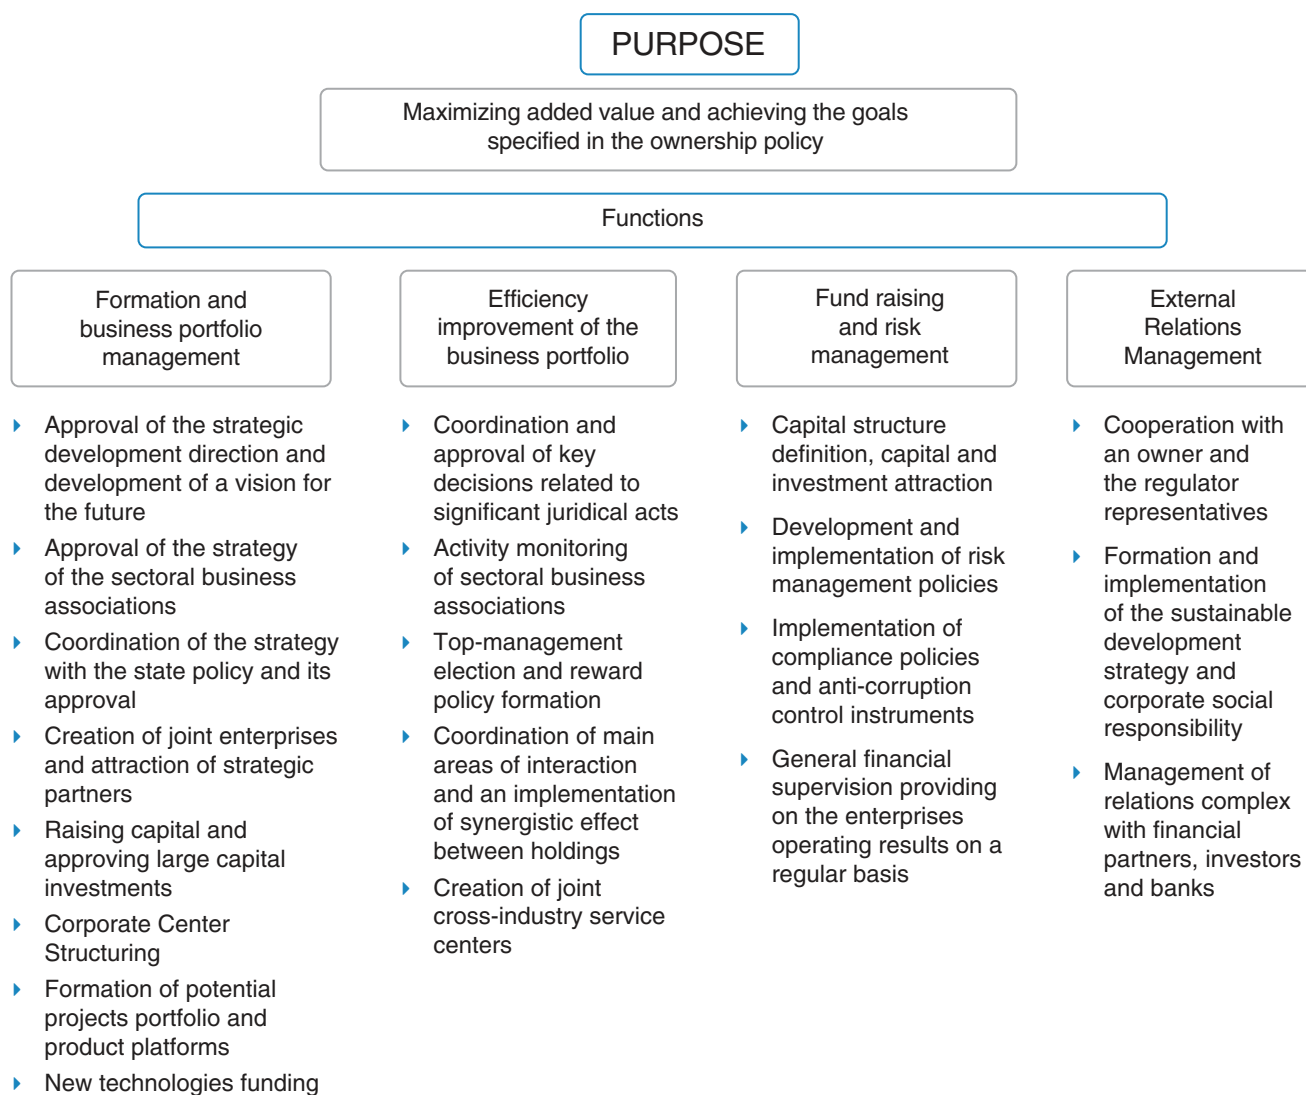 PURPOSE
Maximizing added value and achieving the goals
specified in the ownership policy
Functions
Formation and
business portfolio
management
Efficiency
improvement of the
business portfolio
Fund raising
and risk
management
External
Relations
Management
Approval of the strategic
development direction and
development of a vision for
the future
Approval of the strategy
of the sectoral business
associations
Coordination of the strategy
with the state policy and its
approval
Creation of joint enterprises
and attraction of strategic
partners
Raising capital and
approving large capital
investments
Corporate Center
Structuring
Formation of potential
projects portfolio and
product platforms
New technologies funding
Coordination and
approval of key
decisions related to
significant juridical acts
Activity monitoring
of sectoral business
associations
Top-management
election and reward
policy formation
Coordination of main
areas of interaction
and an implementation
of synergistic effect
between holdings
Creation of joint
cross-industry service
centers
Capital structure
definition, capital and
investment attraction
Development and
implementation of risk
management policies
Implementation of
compliance policies
and anti-corruption
control instruments
General financial
supervision providing
on the enterprises
operating results on a
regular basis
Cooperation with
an owner and
the regulator
representatives
Formation and
implementation
of the sustainable
development
strategy and
corporate social
responsibility
Management of
relations complex
with financial
partners, investors
and banks